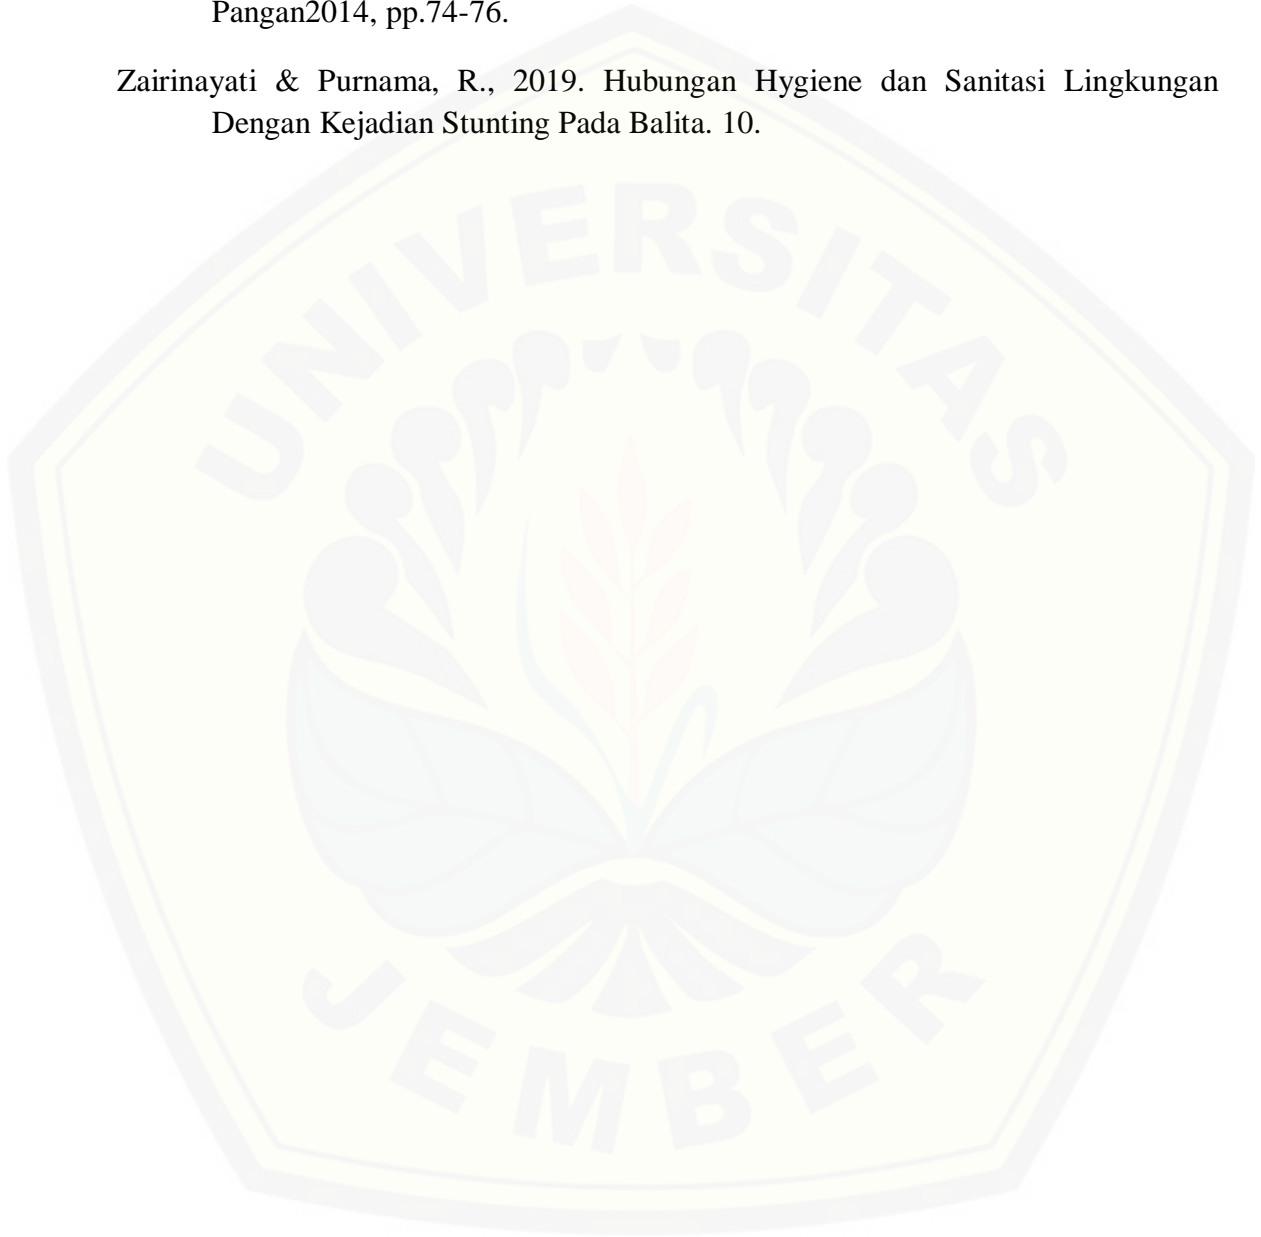 Pangan2014, pp.74-76.
Zairinayati & Purnama, R., 2019. Hubungan Hygiene dan Sanitasi Lingkungan
Dengan Kejadian Stunting Pada Balita. 10.
UNIVERSITAS
JEMBER